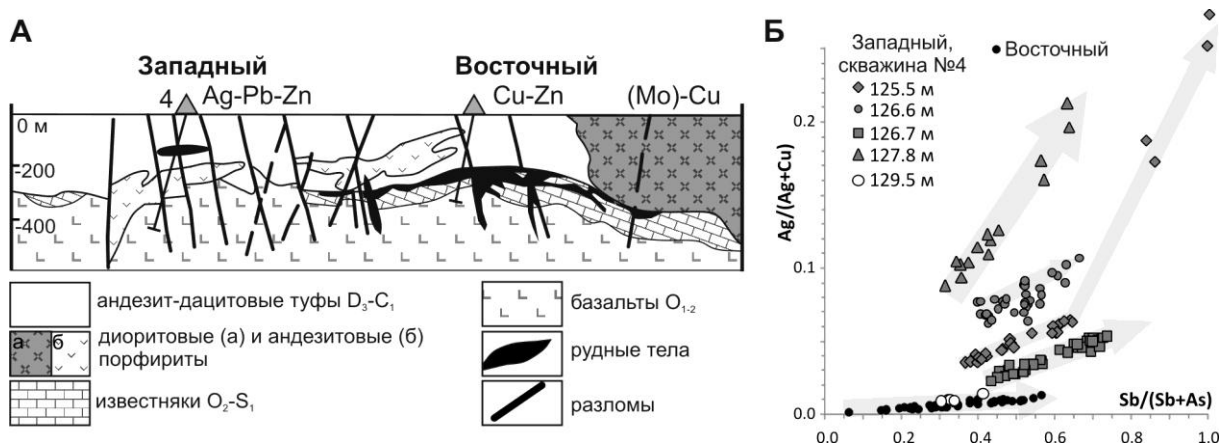 А
Западный
Восточный
4 Ag-Pb-Zn
Cu-Zn
(Mo)-Cu
0 м
-200
-400
андезит-дацитовые туфы D₃-C₁
а б диоритовые (а) и андезитовые (б)
порфириты
известняки O₂-S₁
базальты O₁₋₂
рудные тела
разломы
Б
Западный,
скважина №4
125.5 м
126.6 м
126.7 м
127.8 м
129.5 м
Восточный
Ag/(Ag+Cu)
0.2
0.1
0.0
Sb/(Sb+As)
0.0 0.2 0.4 0.6 0.8 1.0